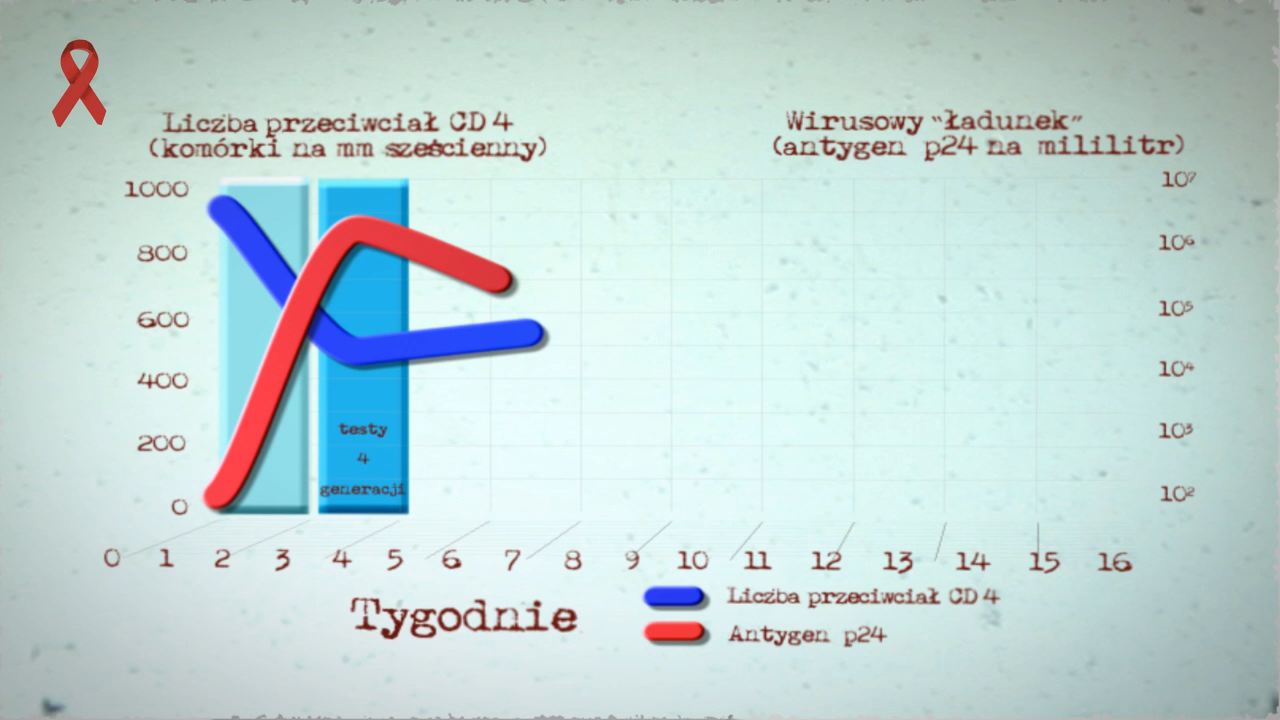 Liczba przeciwciał CD 4
(komórki na mm sześcienny)
Wirusowy “ładunek”
(antygen p24 na mililitr)
1000
800
600
400
200
0
10⁷
10⁶
10⁵
10⁴
10³
10²
testy
4
generacji
0 1 2 3 4 5 6 7 8 9 10 11 12 13 14 15 16
Tygodnie
Liczba przeciwciał CD 4
Antygen p24